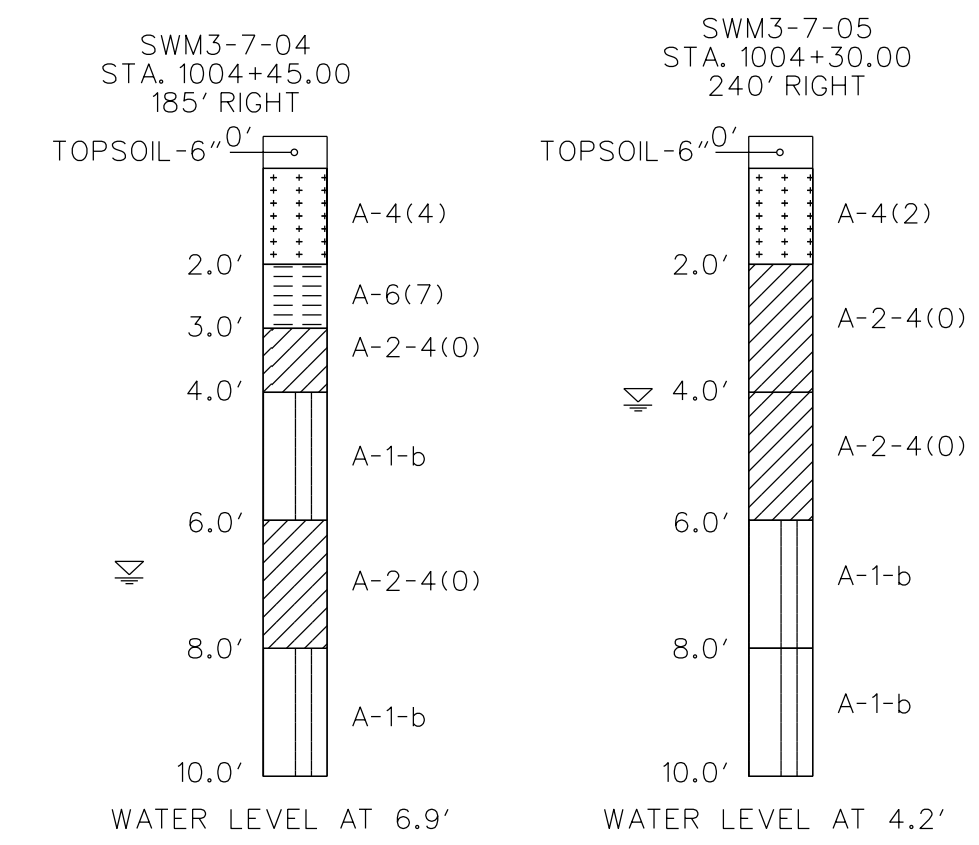 SWM3-7-04
STA. 1004+45.00
185' RIGHT
0'
TOPSOIL-6"
A-4(4)
2.0'
A-6(7)
3.0'
A-2-4(0)
4.0'
A-1-b
6.0'
A-2-4(0)
8.0'
A-1-b
10.0'
WATER LEVEL AT 6.9'
SWM3-7-05
STA. 1004+30.00
240' RIGHT
0'
TOPSOIL-6"
A-4(2)
2.0'
A-2-4(0)
4.0'
A-2-4(0)
6.0'
A-1-b
8.0'
A-1-b
10.0'
WATER LEVEL AT 4.2'